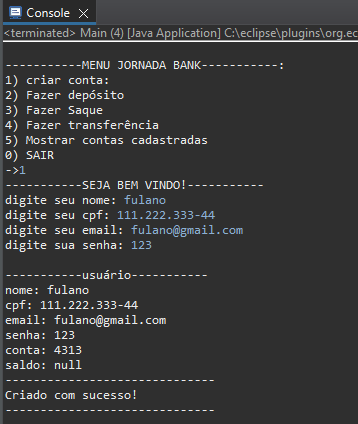 Console
<terminated> Main (4) [Java Application] C:\eclipse\plugins\org.ec
-----------MENU JORNADA BANK-----------:
1) criar conta:
2) Fazer depósito
3) Fazer Saque
4) Fazer transferência
5) Mostrar contas cadastradas
0) SAIR
->1
-----------SEJA BEM VINDO!-----------
digite seu nome: fulano
digite seu cpf: 111.222.333-44
digite seu email: fulano@gmail.com
digite sua senha: 123
-----------usuário-----------
nome: fulano
cpf: 111.222.333-44
email: fulano@gmail.com
senha: 123
conta: 4313
saldo: null
------------------------------
Criado com sucesso!
------------------------------